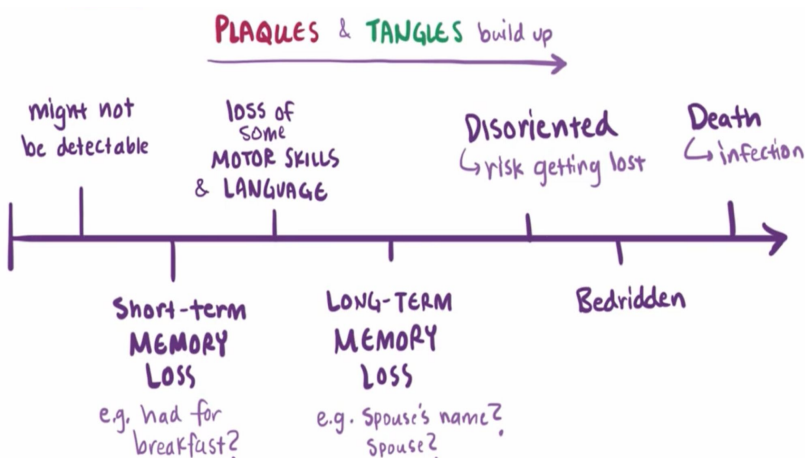 PLAQUES & TANGLES build up
might not
be detectable
loss of
some
MOTOR SKILLS
& LANGUAGE
Disoriented
↳risk getting lost
Death
↳infection
Short-term
MEMORY
LOSS
e.g. had for
breakfast?
LONG-TERM
MEMORY
LOSS
e.g. Spouse's name?
Spouse?
Bedridden